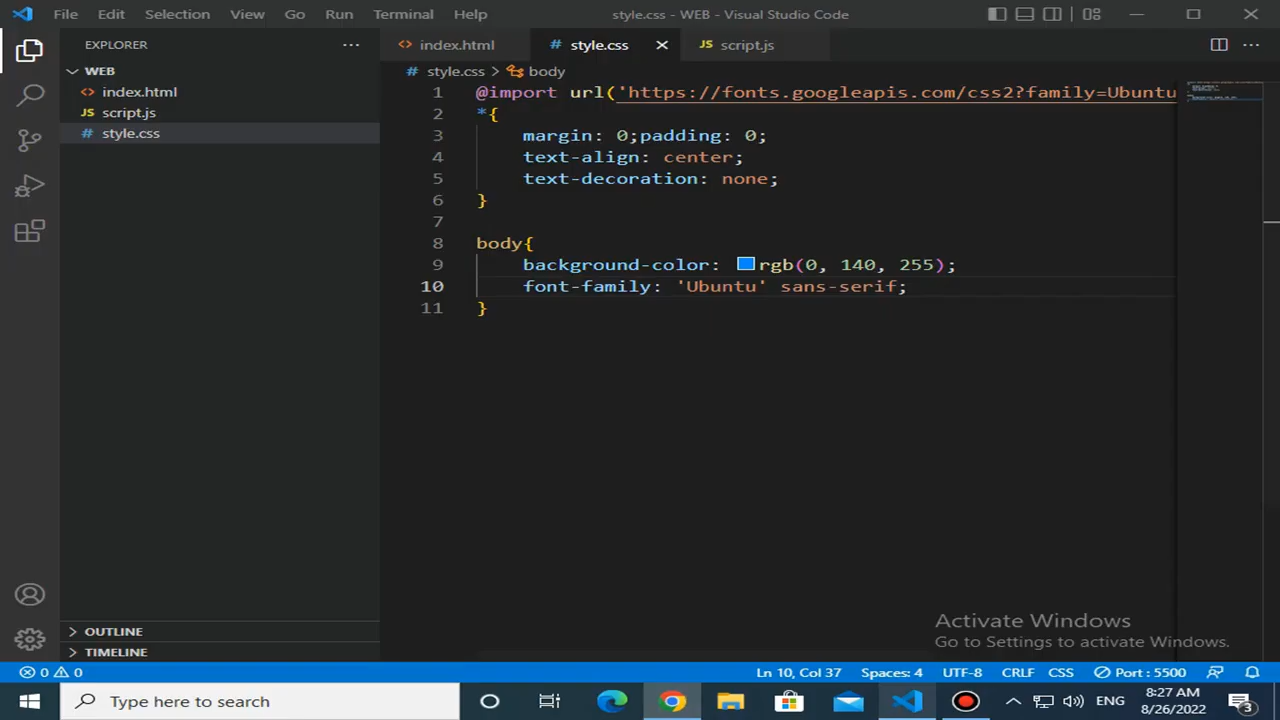 File Edit Selection View Go Run Terminal Help style.css - WEB - Visual Studio Code
EXPLORER
WEB
index.html
JS script.js
# style.css
OUTLINE
TIMELINE
index.html # style.css JS script.js
# style.css > body
1 @import url('https://fonts.googleapis.com/css2?family=Ubuntu
2 *{
3 margin: 0;padding: 0;
4 text-align: center;
5 text-decoration: none;
6 }
7
8 body{
9 background-color: rgb(0, 140, 255);
10 font-family: 'Ubuntu' sans-serif;
11 }
Activate Windows
Go to Settings to activate Windows.
0 0 Ln 10, Col 37 Spaces: 4 UTF-8 CRLF CSS Port : 5500
Type here to search ENG 8:27 AM
8/26/2022 3